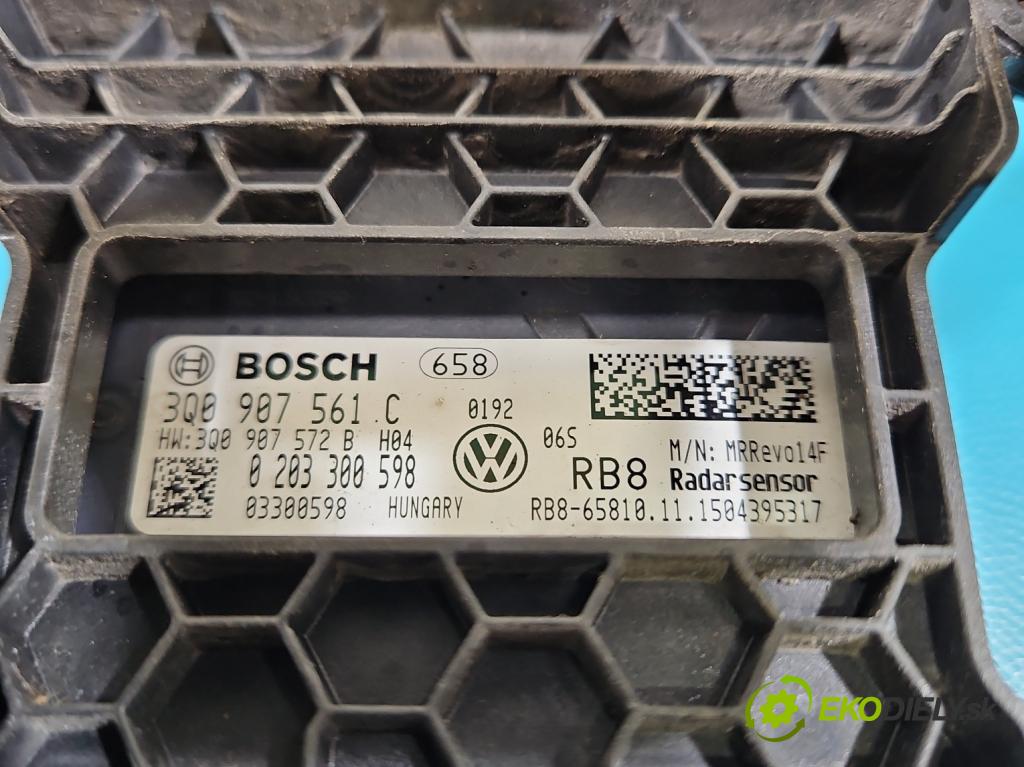 BOSCH 658
3Q0 907 561 C 0192
HW:3Q0 907 572 B H04 06S M/N: MRRevo14F
0 203 300 598 RB8 Radarsensor
03300598 HUNGARY RB8-65810.11.1504395317
EKODIELY.sk